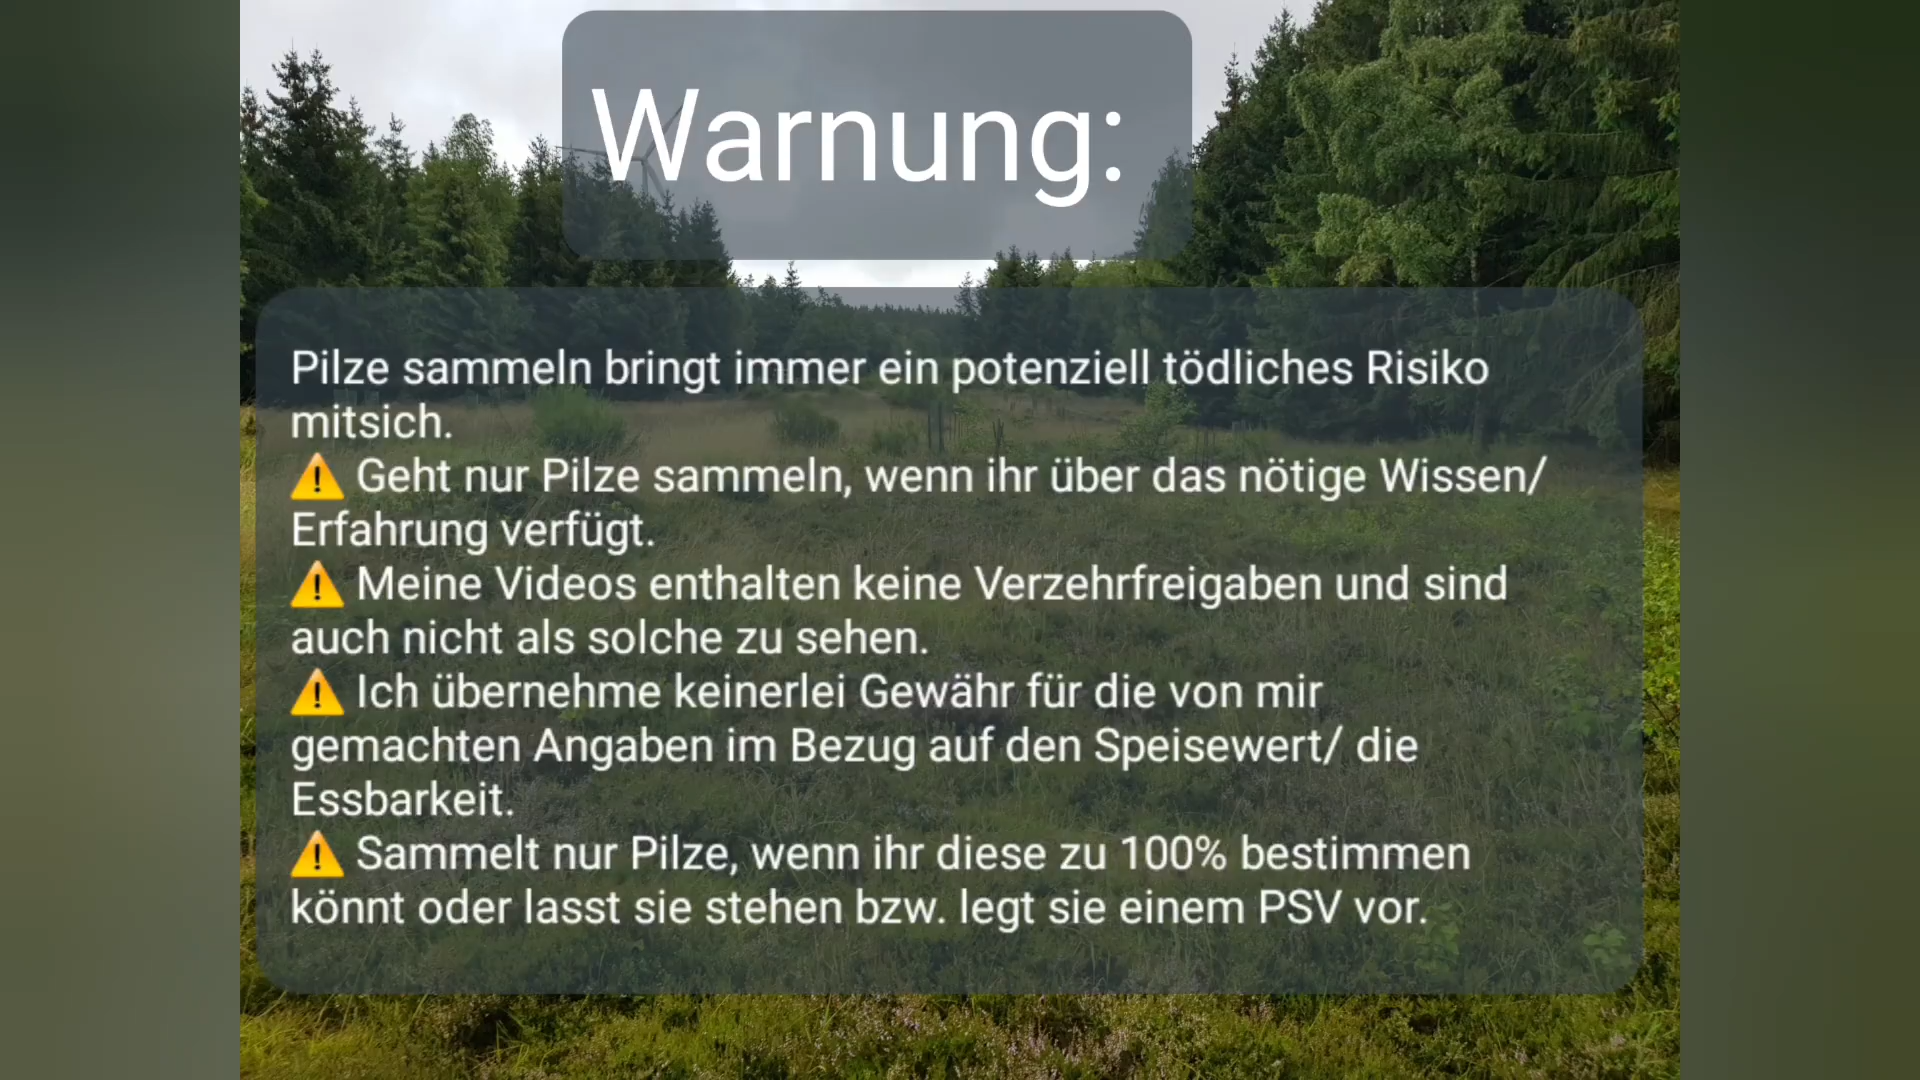 Warnung:
Pilze sammeln bringt immer ein potenziell tödliches Risiko
mitsich.
⚠️ Geht nur Pilze sammeln, wenn ihr über das nötige Wissen/
Erfahrung verfügt.
⚠️ Meine Videos enthalten keine Verzehrfreigaben und sind
auch nicht als solche zu sehen.
⚠️ Ich übernehme keinerlei Gewähr für die von mir
gemachten Angaben im Bezug auf den Speisewert/ die
Essbarkeit.
⚠️ Sammelt nur Pilze, wenn ihr diese zu 100% bestimmen
könnt oder lasst sie stehen bzw. legt sie einem PSV vor.